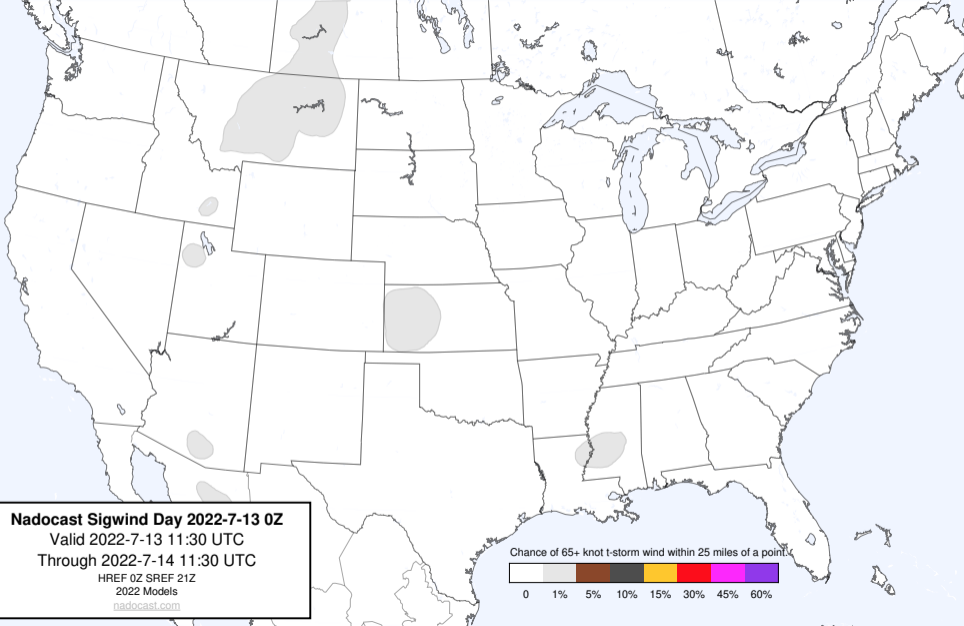 Nadocast Sigwind Day 2022-7-13 0Z
Valid 2022-7-13 11:30 UTC
Through 2022-7-14 11:30 UTC
HREF 0Z SREF 21Z
2022 Models
nadocast.com
Chance of 65+ knot t-storm wind within 25 miles of a point.
0 1% 5% 10% 15% 30% 45% 60%